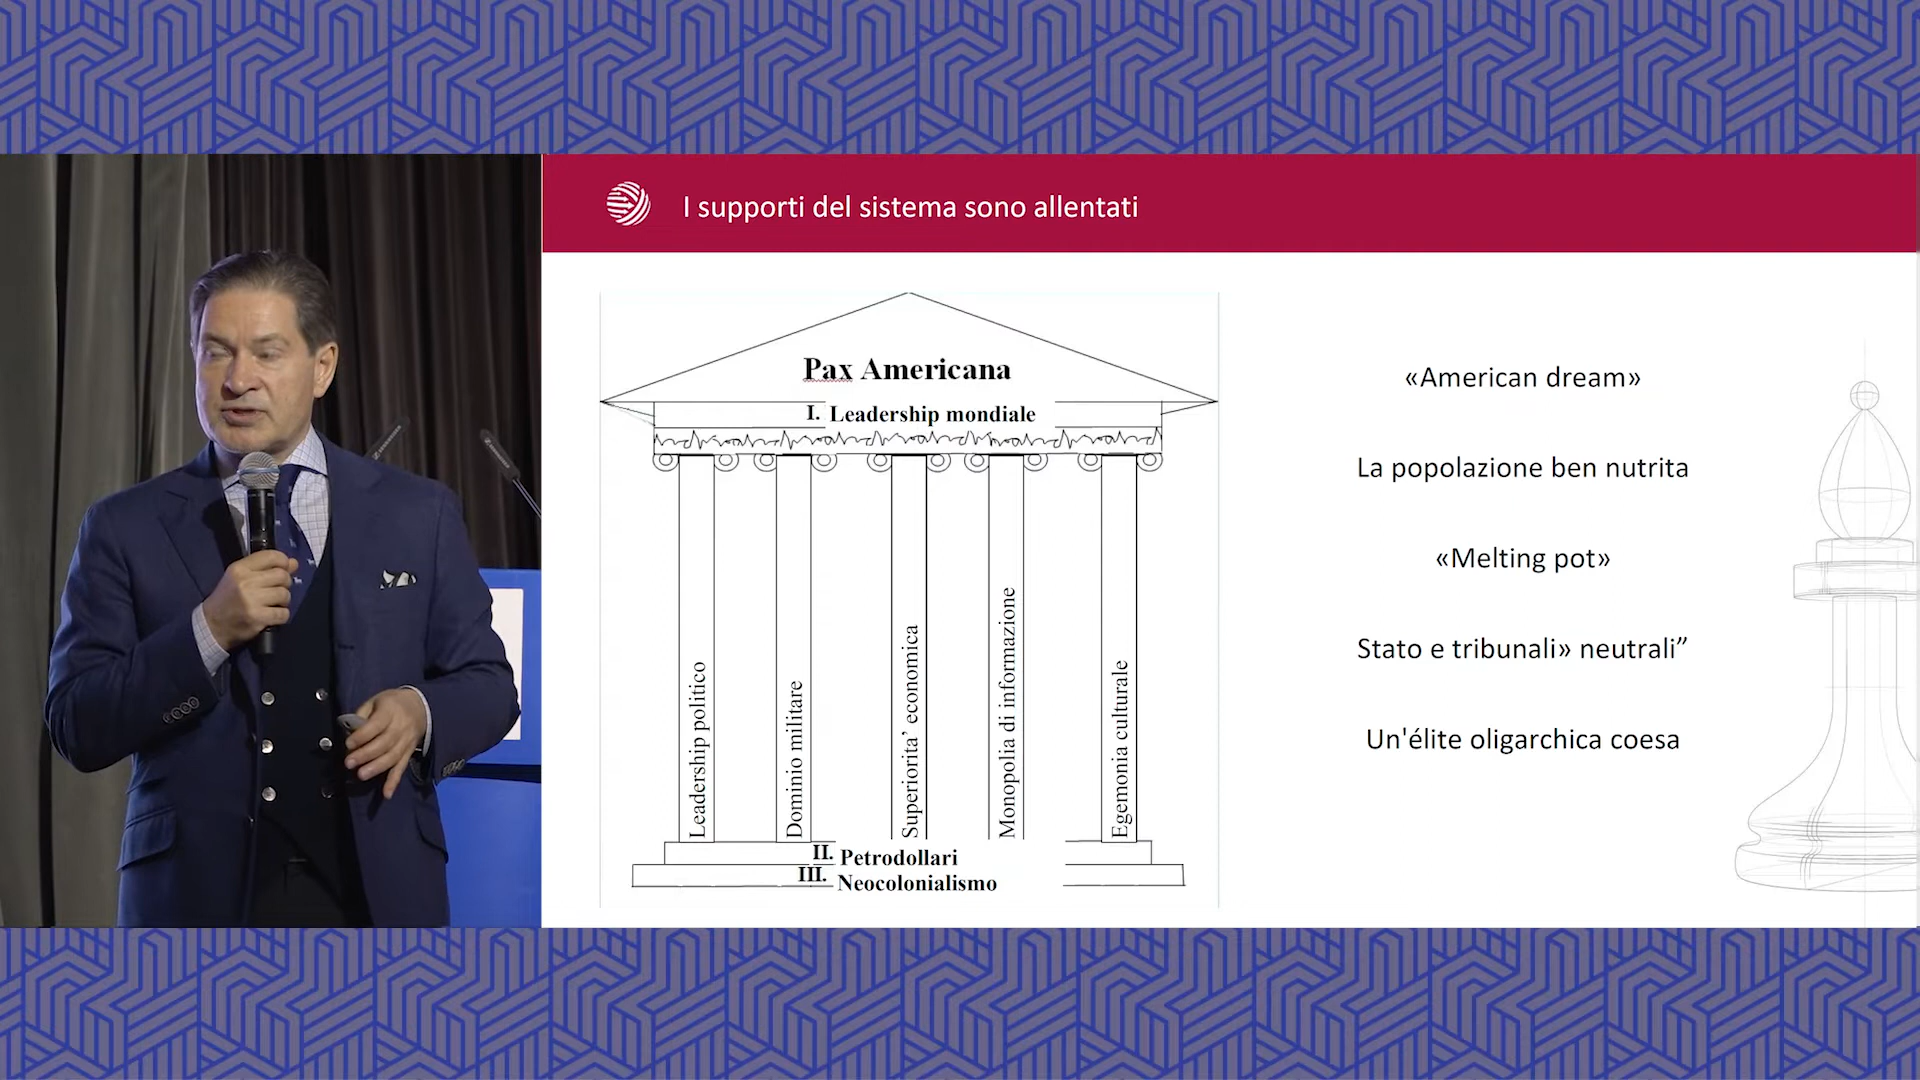 I supporti del sistema sono allentati
Pax Americana
I. Leadership mondiale
Leadership politico
Dominio militare
Superiorita’ economica
Monopolia di informazione
Egemonia culturale
II. Petrodollari
III. Neocolonialismo
«American dream»
La popolazione ben nutrita
«Melting pot»
Stato e tribunali» neutrali”
Un'élite oligarchica coesa